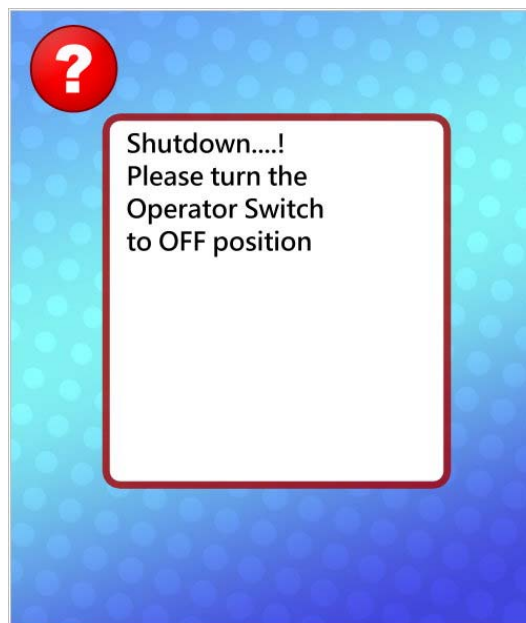 ?
Shutdown....!
Please turn the
Operator Switch
to OFF position